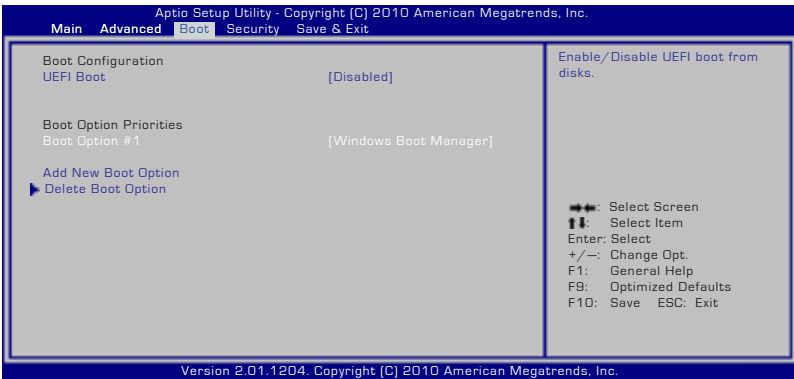 Aptio Setup Utility - Copyright (C) 2010 American Megatrends, Inc.
Main Advanced Boot Security Save & Exit
Boot Configuration
UEFI Boot [Disabled]
Boot Option Priorities
Boot Option #1 [Windows Boot Manager]
Add New Boot Option
Delete Boot Option
Enable/Disable UEFI boot from
disks.
→←: Select Screen
↑↓: Select Item
Enter: Select
+/—: Change Opt.
F1: General Help
F9: Optimized Defaults
F10: Save ESC: Exit
Version 2.01.1204. Copyright (C) 2010 American Megatrends, Inc.